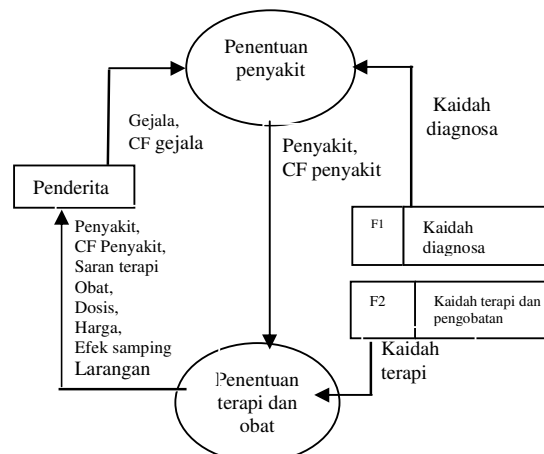 Penentuan
penyakit
Gejala,
CF gejala
Penyakit,
CF penyakit
Kaidah
diagnosa
Penderita
Penyakit,
CF Penyakit,
Saran terapi
Obat,
Dosis,
Harga,
Efek samping
Larangan
F1
Kaidah
diagnosa
F2
Kaidah terapi dan
pengobatan
Kaidah
terapi
Penentuan
terapi dan
obat